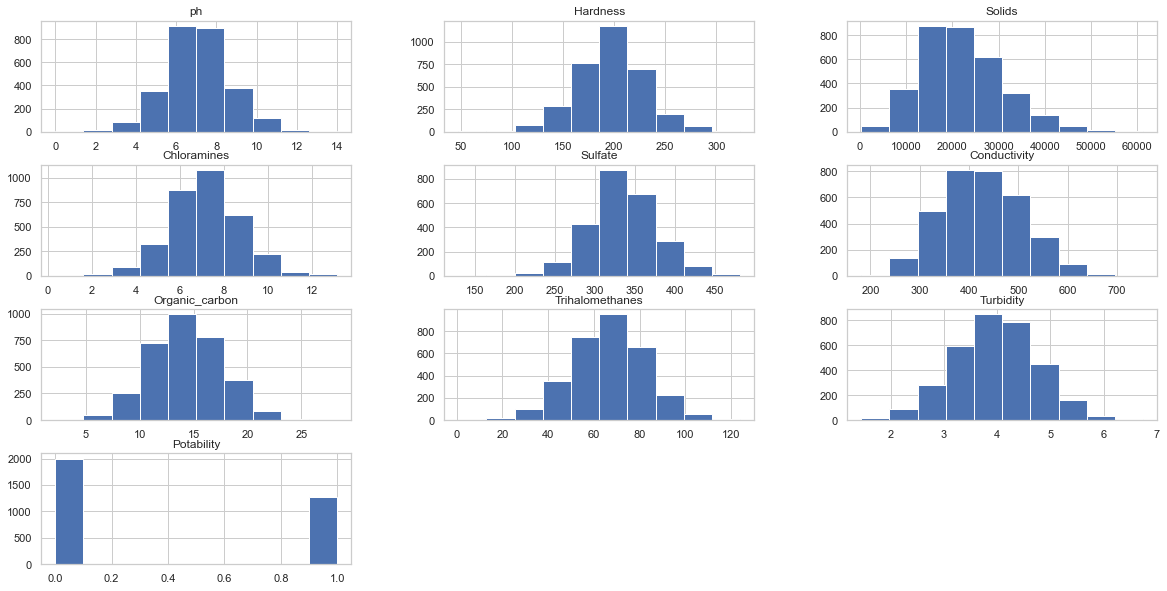 ph
800
600
400
200
0
0 2 4 6 8 10 12 14
Hardness
1000
750
500
250
0
50 100 150 200 250 300
Solids
800
600
400
200
0
0 10000 20000 30000 40000 50000 60000
Chloramines
1000
750
500
250
0
0 2 4 6 8 10 12
Sulfate
800
600
400
200
0
150 200 250 300 350 400 450
Conductivity
800
600
400
200
0
200 300 400 500 600 700
Organic_carbon
1000
750
500
250
0
5 10 15 20 25
Trihalomethanes
800
600
400
200
0
0 20 40 60 80 100 120
Turbidity
800
600
400
200
0
2 3 4 5 6 7
Potability
2000
1500
1000
500
0
0.0 0.2 0.4 0.6 0.8 1.0